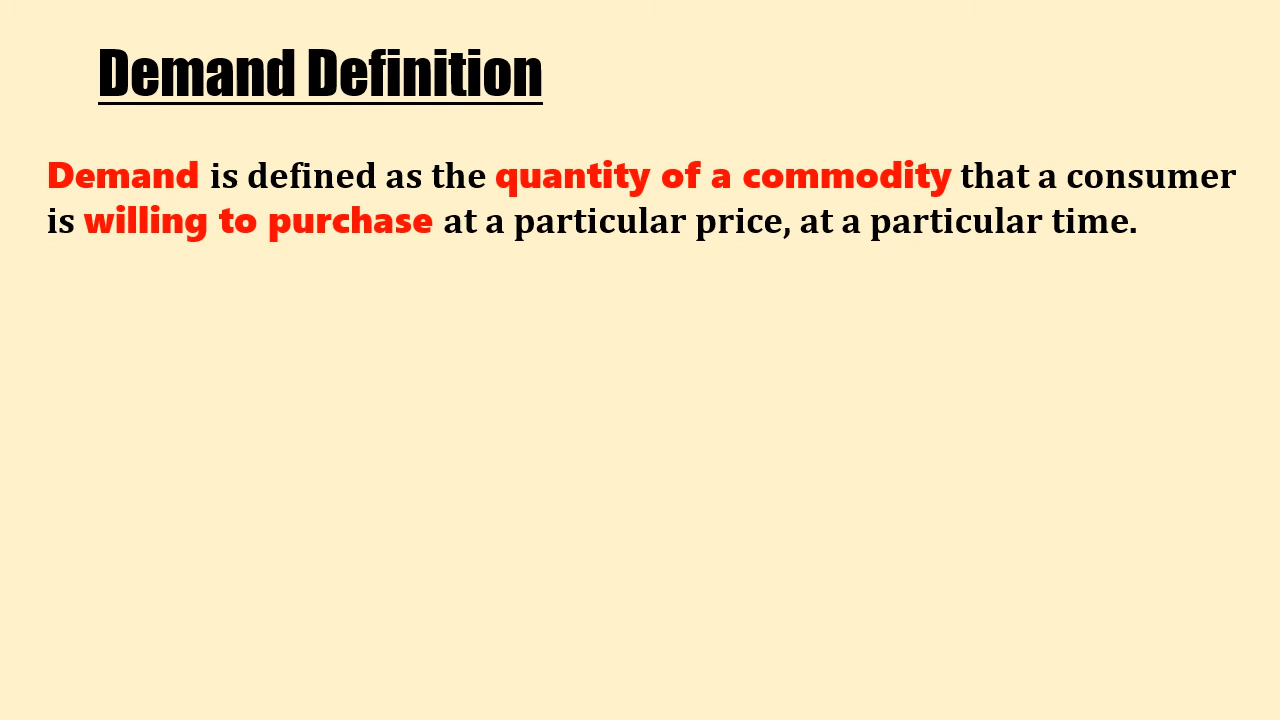 Demand Definition
Demand is defined as the quantity of a commodity that a consumer
is willing to purchase at a particular price, at a particular time.